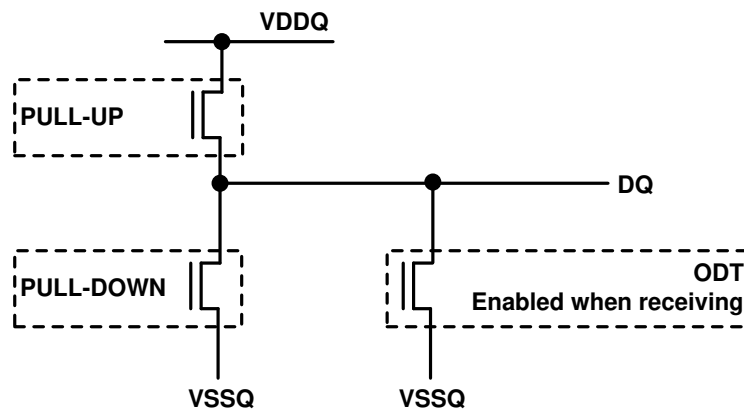 VDDQ
PULL-UP
DQ
PULL-DOWN
ODT
Enabled when receiving
VSSQ
VSSQ